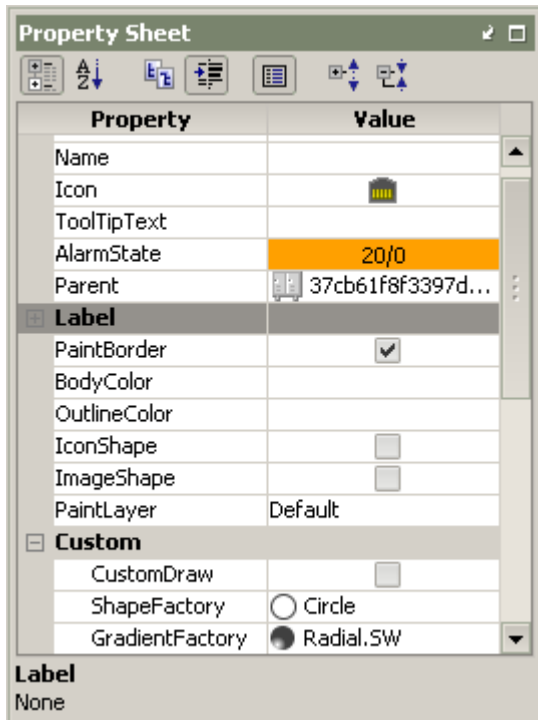 Property Sheet
Property Value
Name
Icon
ToolTipText
AlarmState 20/0
Parent 37cb61f8f3397d...
Label
PaintBorder
BodyColor
OutlineColor
IconShape
ImageShape
PaintLayer Default
Custom
CustomDraw
ShapeFactory Circle
GradientFactory Radial.SW
Label
None